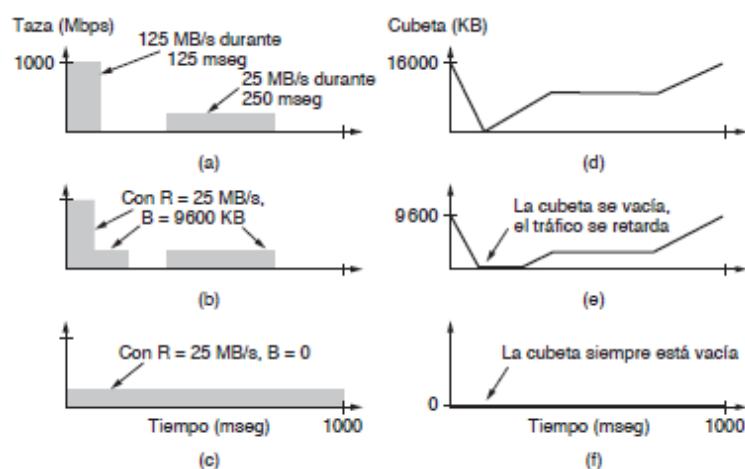 Taza (Mbps)
1000
125 MB/s durante
125 mseg
25 MB/s durante
250 mseg
(a)
Cubeta (KB)
16000
(d)
Con R = 25 MB/s,
B = 9600 KB
(b)
9600
La cubeta se vacía,
el tráfico se retarda
(e)
Con R = 25 MB/s, B = 0
Tiempo (mseg)
1000
(c)
La cubeta siempre está vacía
0
Tiempo (mseg)
1000
(f)